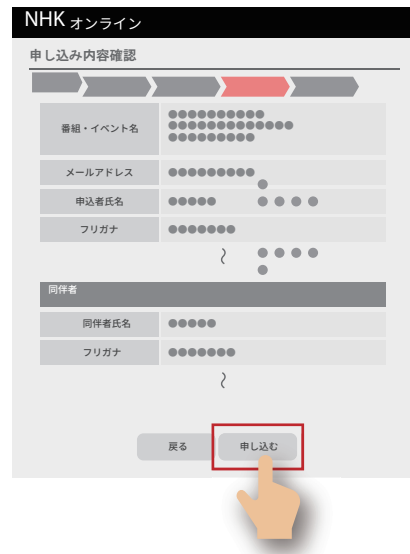 NHK オンライン
申し込み内容確認
番組・イベント名
メールアドレス
申込者氏名
フリガナ
同伴者
同伴者氏名
フリガナ
戻る 申し込む